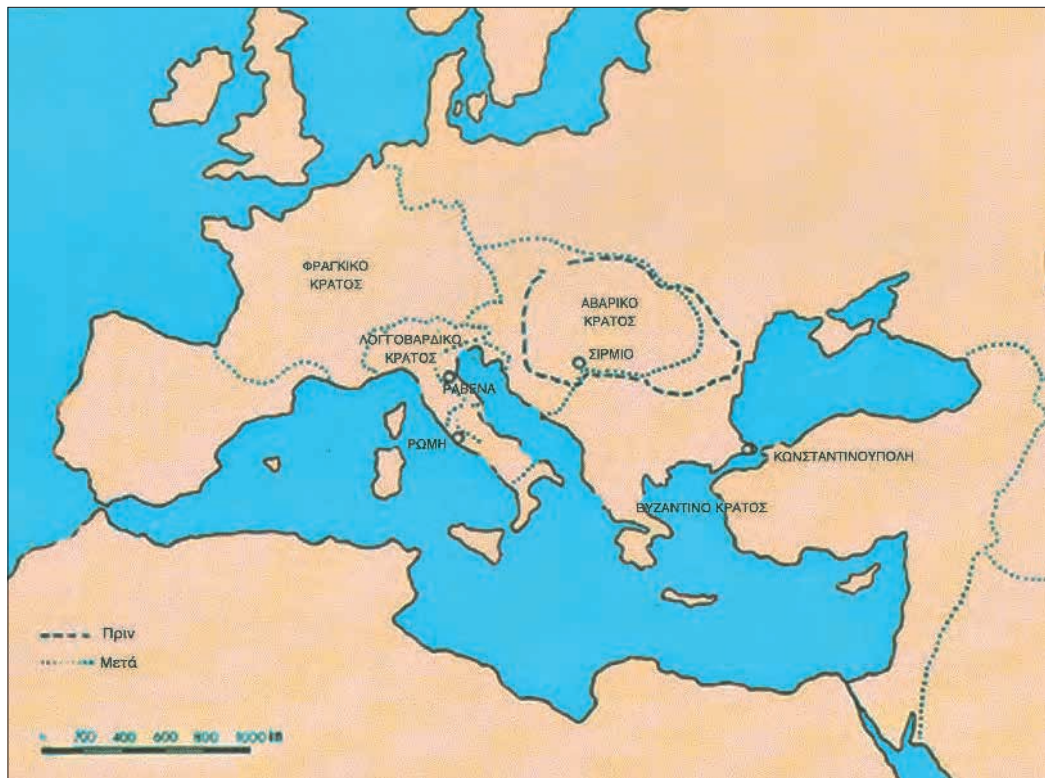 ΦΡΑΓΚΙΚΟ
ΚΡΑΤΟΣ
ΑΒΑΡΙΚΟ
ΚΡΑΤΟΣ
ΛΟΓΓΟΒΑΡΔΙΚΟ
ΚΡΑΤΟΣ
ΣΙΡΜΙΟ
ΡΑΒΕΝΑ
ΡΩΜΗ
ΚΩΝΣΤΑΝΤΙΝΟΥΠΟΛΗ
ΒΥΖΑΝΤΙΝΟ ΚΡΑΤΟΣ
Πριν
Μετά
200 400 600 800 1000